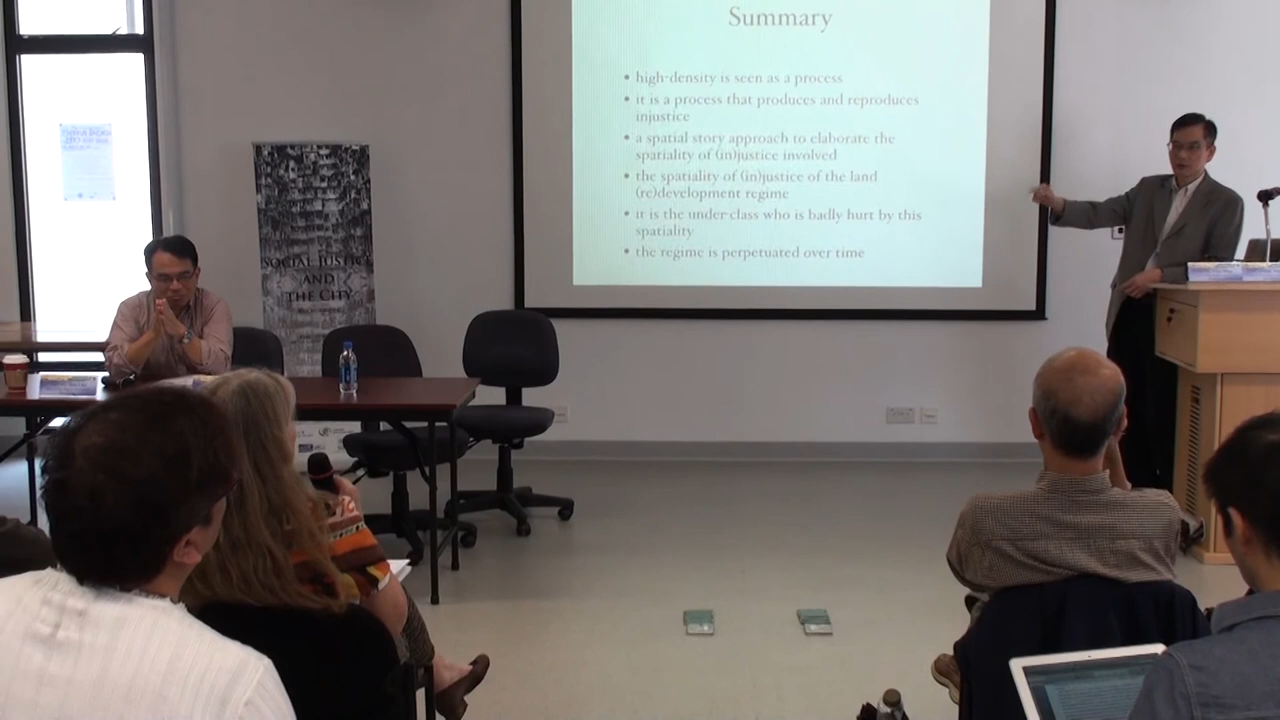 Summary
• high-density is seen as a process
• it is a process that produces and reproduces
injustice
• a spatial story approach to elaborate the
spatiality of (in)justice involved
• the spatiality of (in)justice of the land
(re)development regime
• it is the under class who is badly hurt by this
spatiality
• the regime is perpetuated over time
SOCIAL JUSTICE
AND
THE CITY